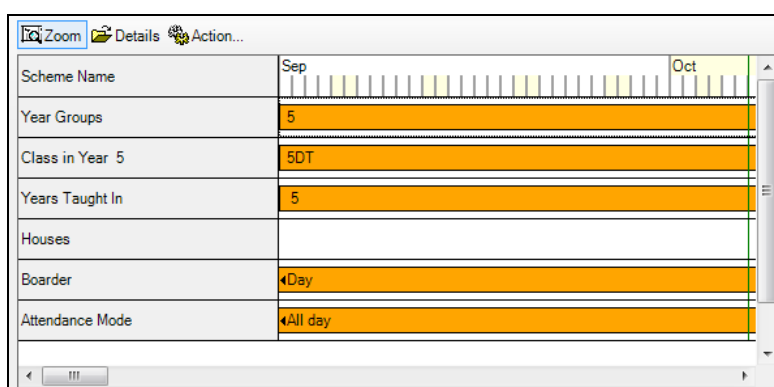 Zoom Details Action...
Scheme Name Sep Oct
Year Groups 5
Class in Year 5 5DT
Years Taught In 5
Houses
Boarder Day
Attendance Mode All day